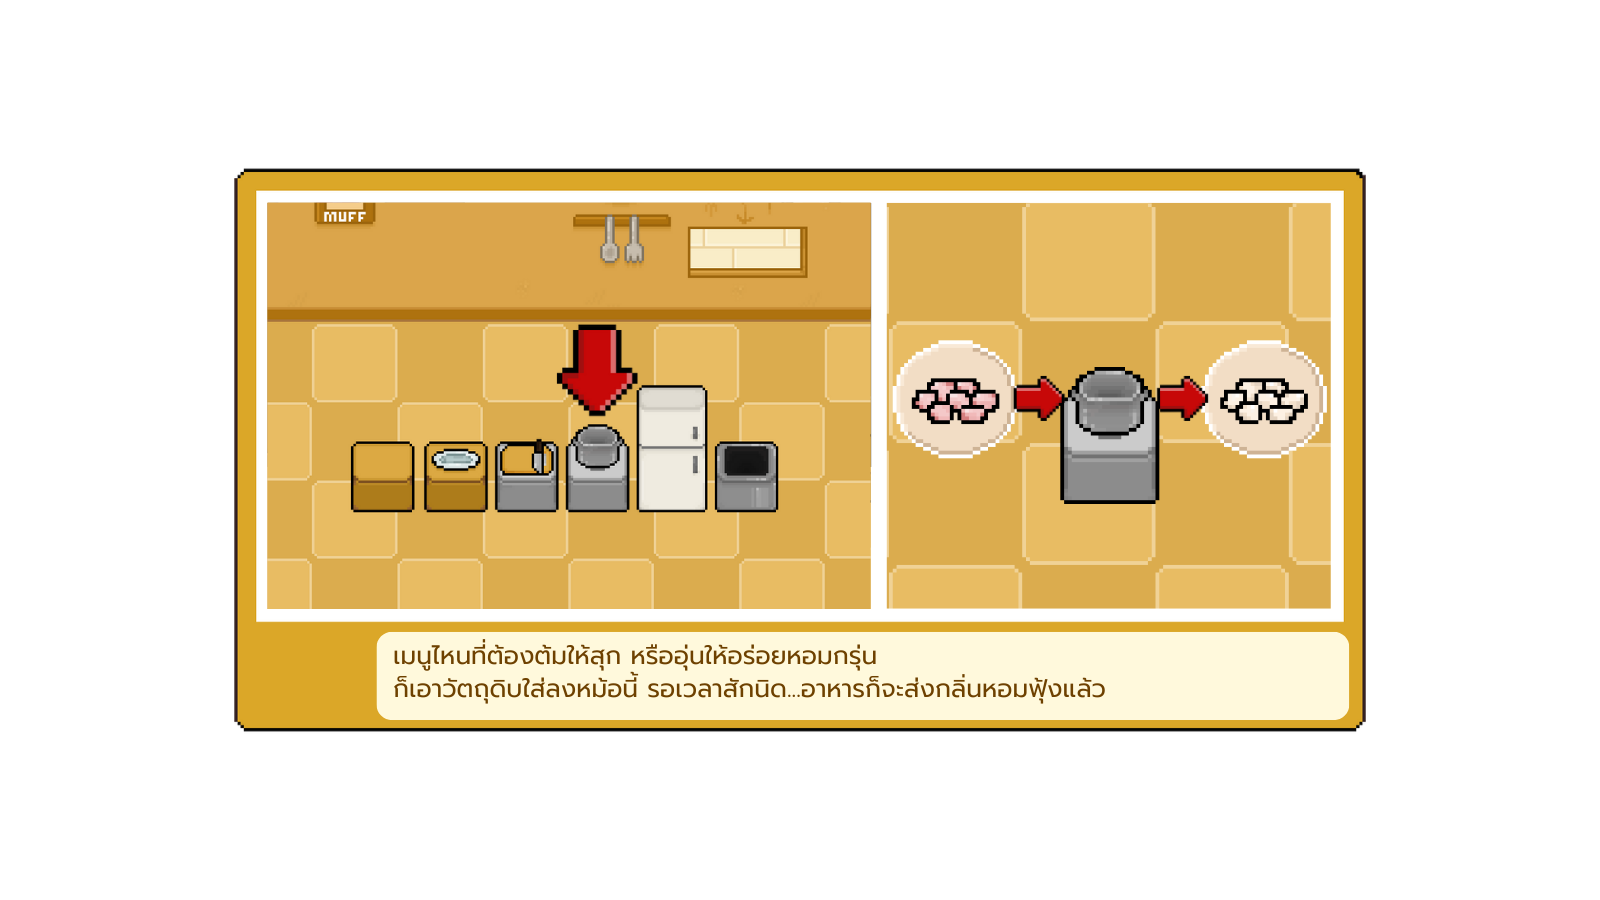 MUFF
เมนูไหนที่ต้องต้มให้สุก หรืออุ่นให้อร่อยหอมกรุ่น
ก็เอาวัตถุดิบใส่ลงหม้อนี้ รอเวลาสักนิด...อาหารก็จะส่งกลิ่นหอมฟุ้งแล้ว